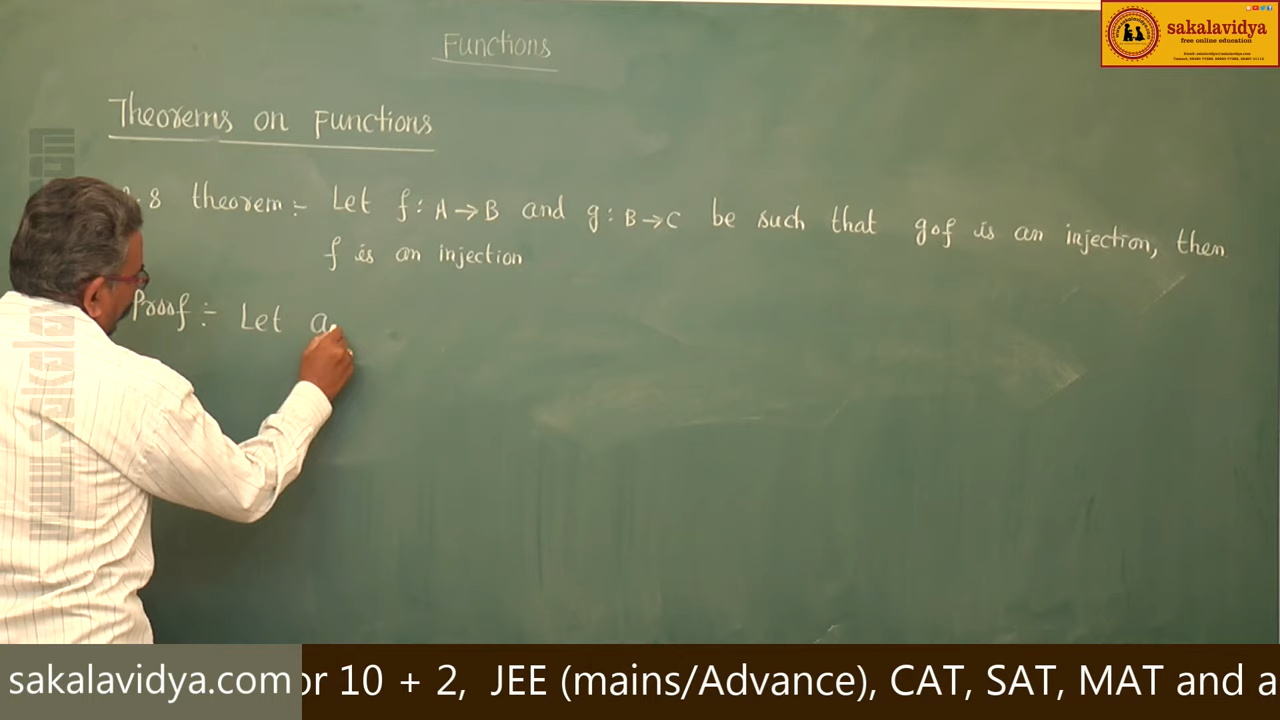 Functions
sakalavidya
free online education
Theorems on Functions
.8 theorem :- Let f : A→B and g : B→C be such that gof is an injection, then
f is an injection
Proof :- Let a
sakalavidya.com or 10 + 2, JEE (mains/Advance), CAT, SAT, MAT and a